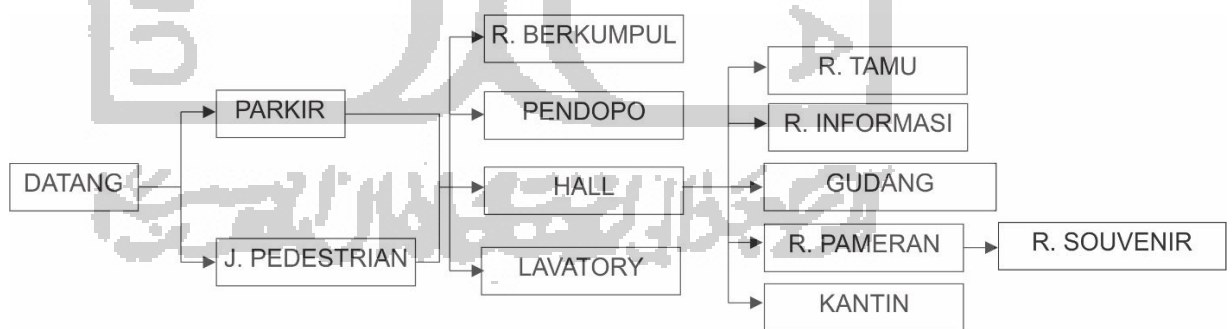 DATANG
PARKIR
J. PEDESTRIAN
R. BERKUMPUL
PENDOPO
HALL
LAVATORY
R. TAMU
R. INFORMASI
GUDANG
R. PAMERAN
KANTIN
R. SOUVENIR